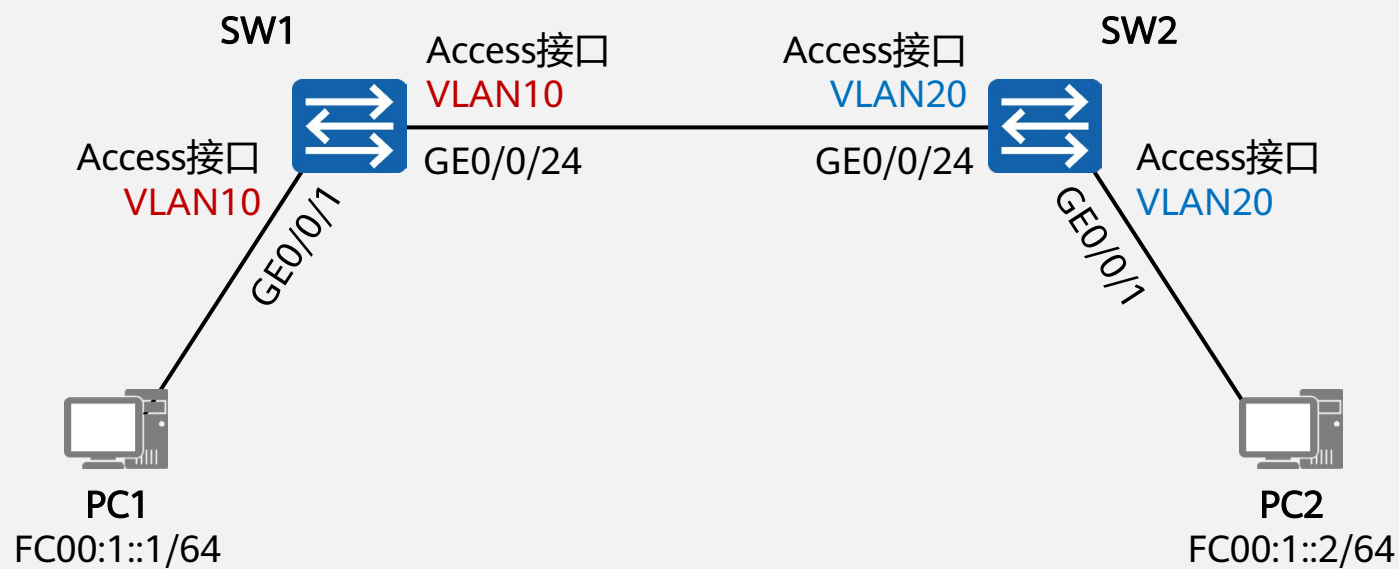 SW1
Access接口
VLAN10
GE0/0/24
Access接口
VLAN20
GE0/0/24
SW2
Access接口
VLAN10
GE0/0/1
Access接口
VLAN20
GE0/0/1
PC1
FC00:1::1/64
PC2
FC00:1::2/64